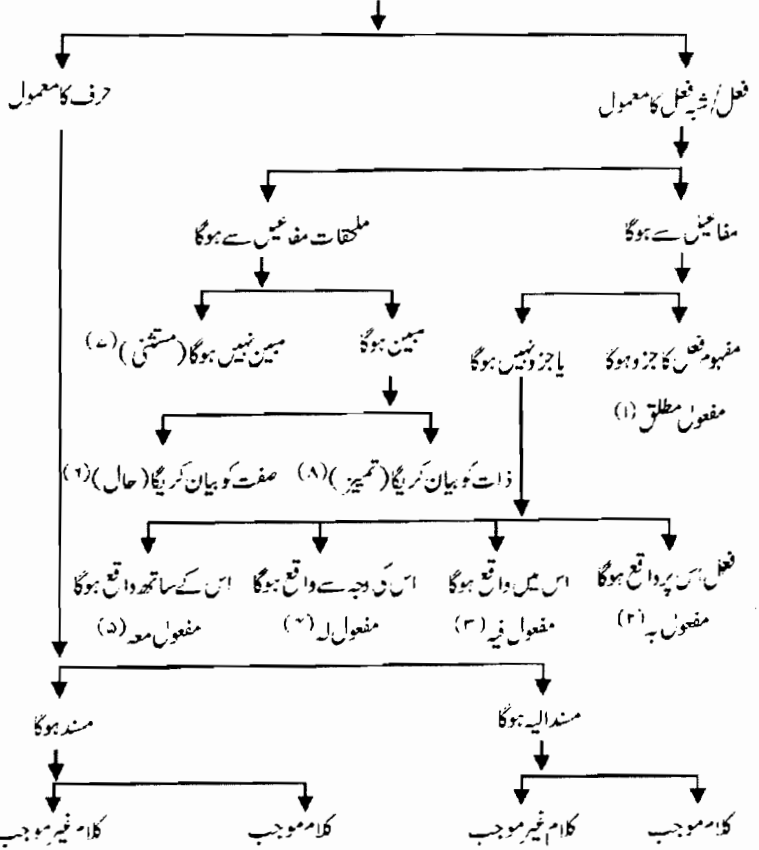 فعل/شبہ فعل کا معمول
حرف کا معمول
مفاعیل سے ہوگا
ملحقات مفاعیل سے ہوگا
مفہوم فعل کا جزو ہوگا
مفعول مطلق (۱)
یا جزو نہیں ہوگا
مبین ہوگا
مبین نہیں ہوگا (مستثنی) (۷)
ذات کو بیان کریگا (تمییز) (۸)
صفت کو بیان کریگا (حال) (۶)
فعل اس پر واقع ہوگا
مفعول بہ (۲)
اس میں واقع ہوگا
مفعول فیہ (۳)
اس کی وجہ سے واقع ہوگا
مفعول لہ (۴)
اس کے ساتھ واقع ہوگا
مفعول معہ (۵)
مسند الیہ ہوگا
مسند ہوگا
کلام موجب
کلام غیر موجب
کلام موجب
کلام غیر موجب